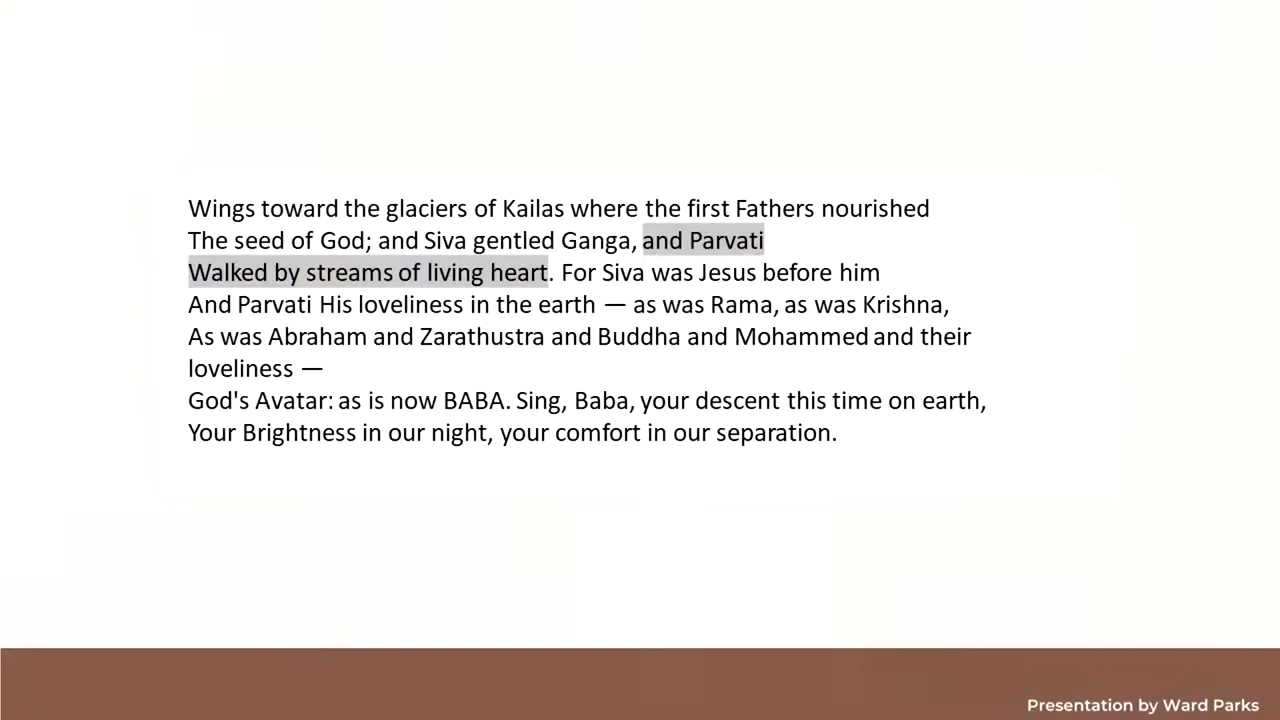 Wings toward the glaciers of Kailas where the first Fathers nourished
The seed of God; and Siva gentled Ganga, and Parvati
Walked by streams of living heart. For Siva was Jesus before him
And Parvati His loveliness in the earth — as was Rama, as was Krishna,
As was Abraham and Zarathustra and Buddha and Mohammed and their
loveliness —
God's Avatar: as is now BABA. Sing, Baba, your descent this time on earth,
Your Brightness in our night, your comfort in our separation.
Presentation by Ward Parks